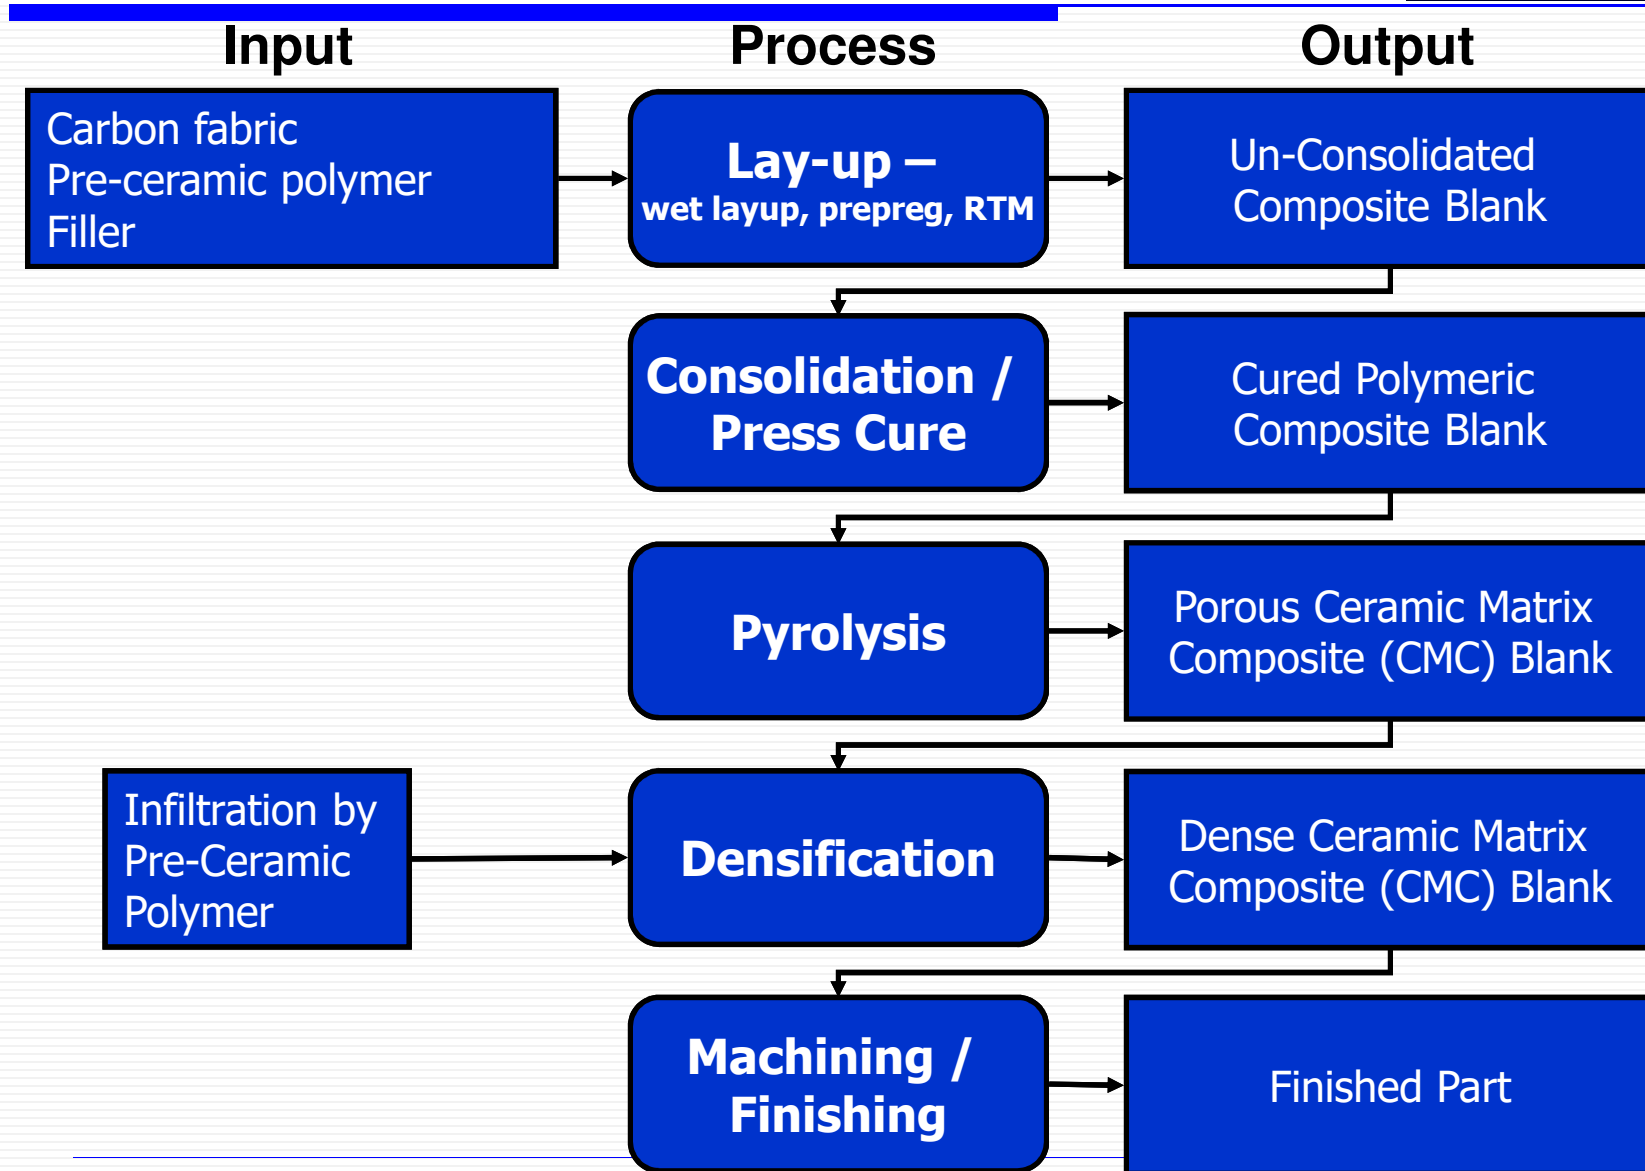 Input
Process
Output
Carbon fabric
Pre-ceramic polymer
Filler
Lay-up –
wet layup, prepreg, RTM
Un-Consolidated
Composite Blank
Consolidation /
Press Cure
Cured Polymeric
Composite Blank
Pyrolysis
Porous Ceramic Matrix
Composite (CMC) Blank
Infiltration by
Pre-Ceramic
Polymer
Densification
Dense Ceramic Matrix
Composite (CMC) Blank
Machining /
Finishing
Finished Part